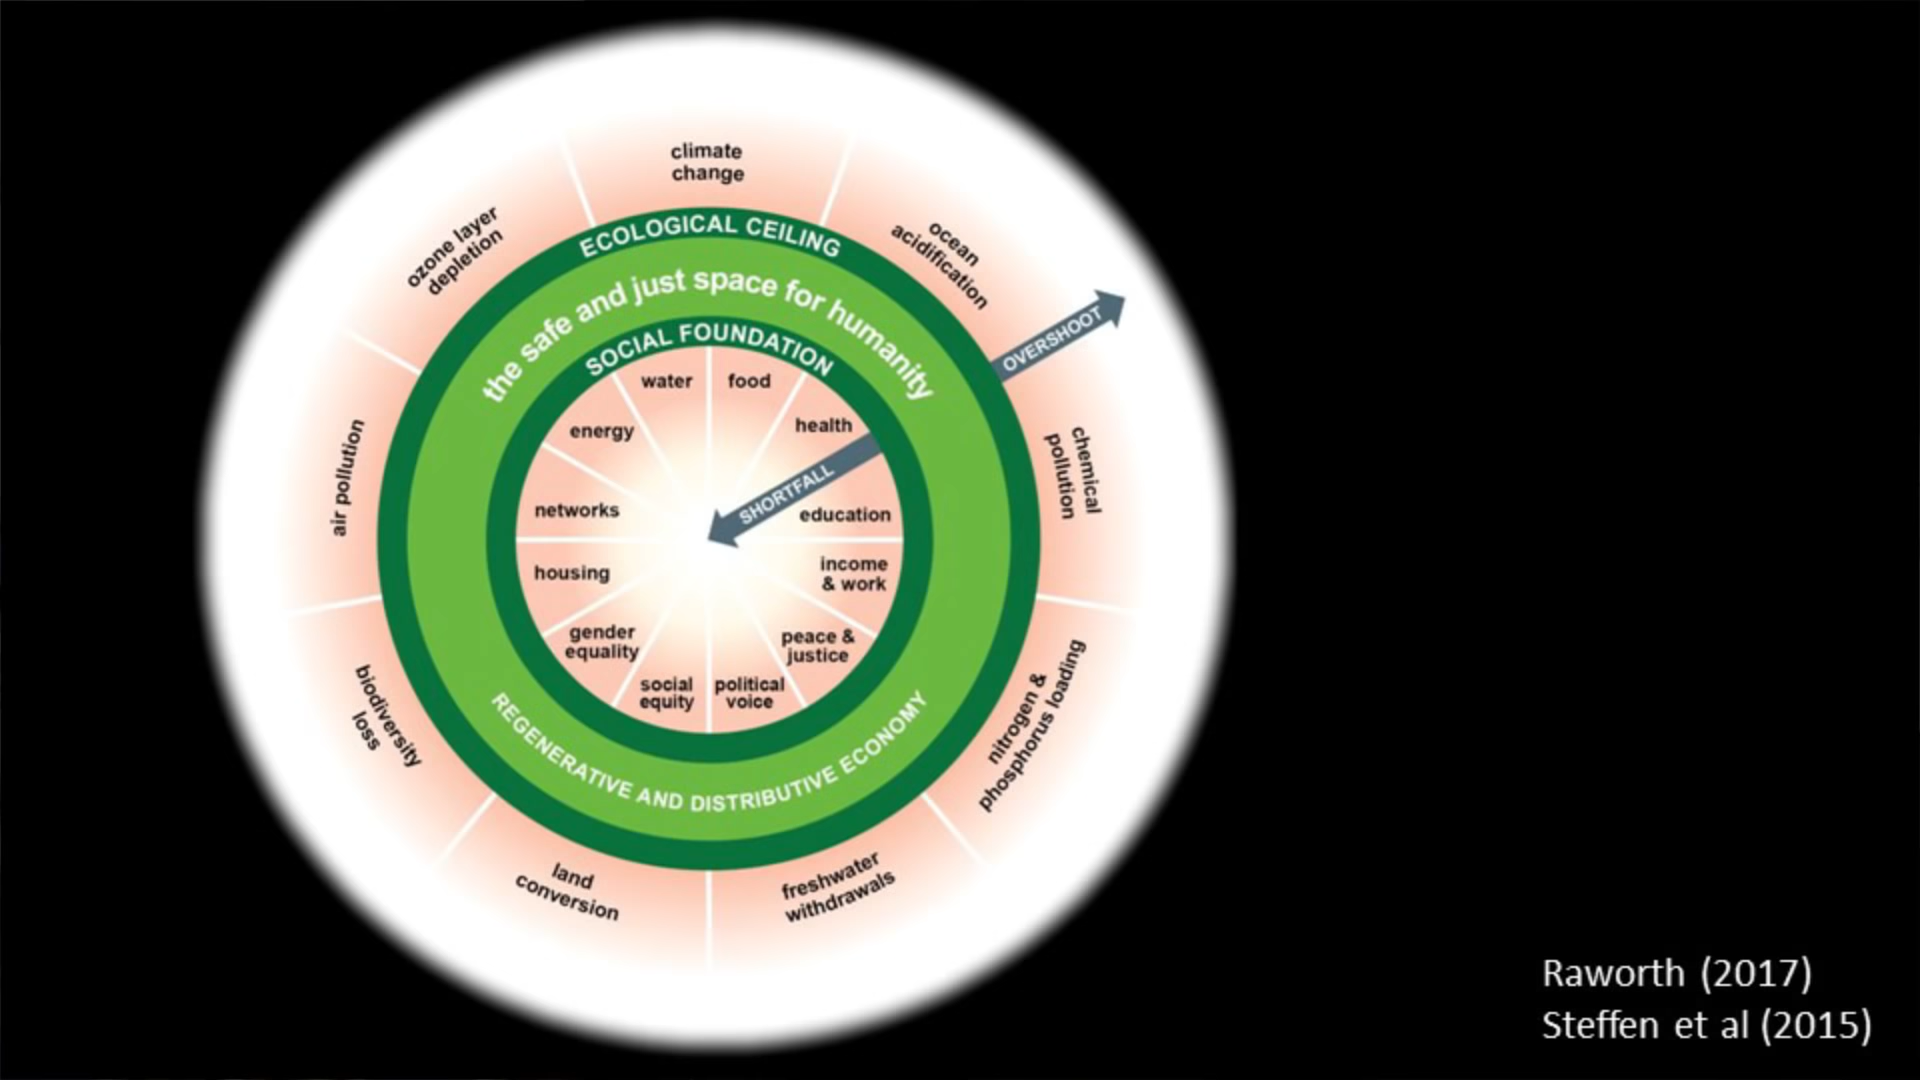 climate
change
ocean
acidification
OVERSHOOT
chemical
pollution
nitrogen &
phosphorus loading
freshwater
withdrawals
land
conversion
biodiversity
loss
air pollution
ozone layer
depletion
ECOLOGICAL CEILING
the safe and just space for humanity
SOCIAL FOUNDATION
water
food
health
SHORTFALL
education
income
& work
peace &
justice
political
voice
social
equity
gender
equality
housing
networks
energy
REGENERATIVE AND DISTRIBUTIVE ECONOMY
Raworth (2017)
Steffen et al (2015)